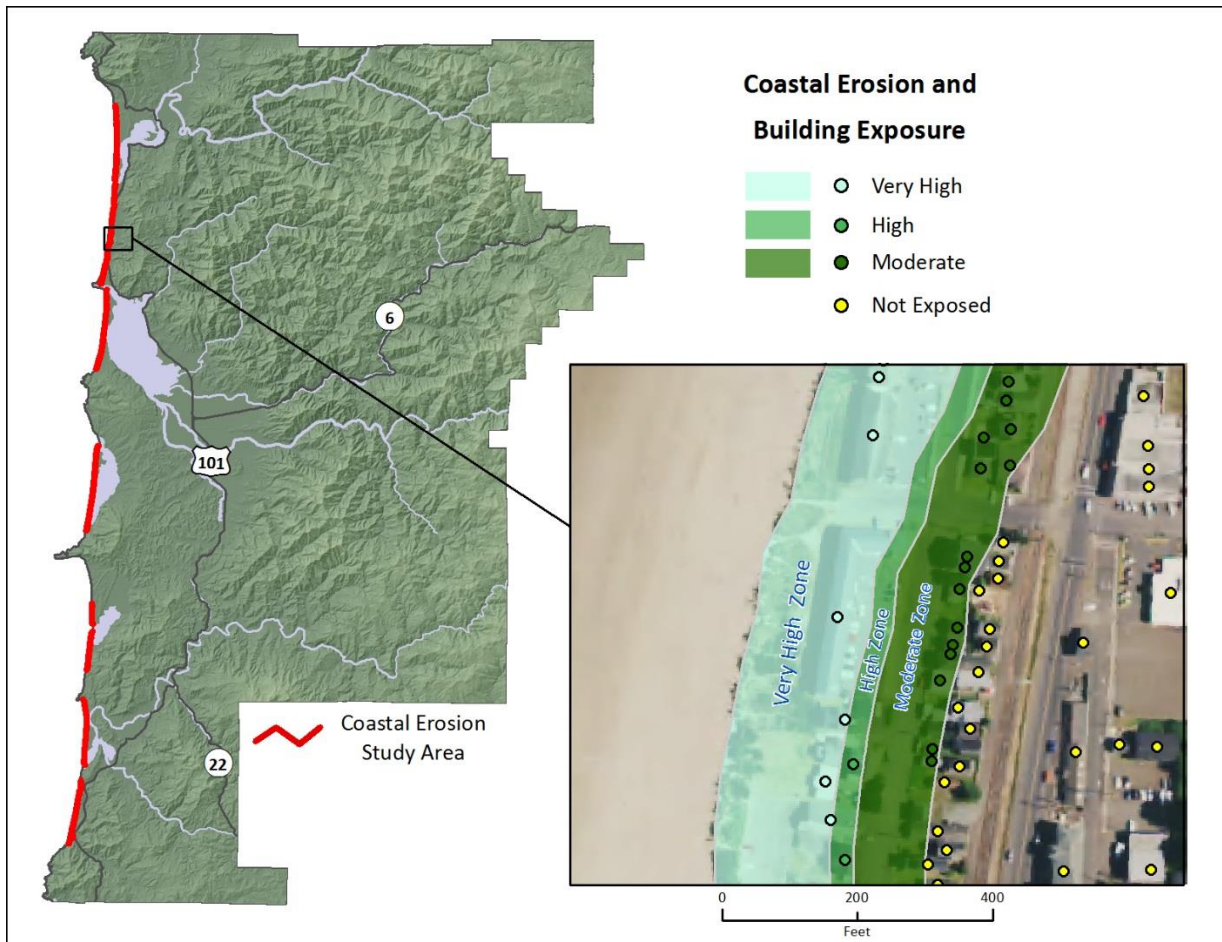 Coastal Erosion and
Building Exposure
Very High
High
Moderate
Not Exposed
6
101
22
Coastal Erosion
Study Area
Very High Zone
High Zone
Moderate Zone
0
200
400
Feet